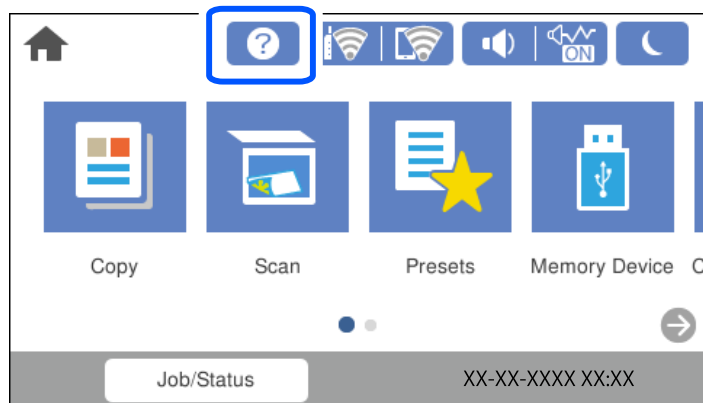 ?
ON
Copy Scan Presets Memory Device C
Job/Status XX-XX-XXXX XX:XX